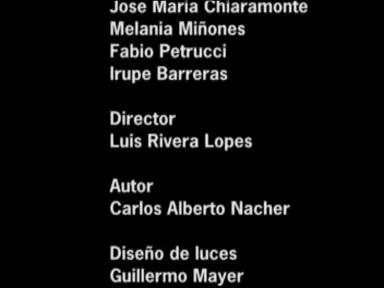 Jose María Chiaramonte
Melania Miñones
Fabio Petrucci
Irupe Barreras
Director
Luis Rivera Lopes
Autor
Carlos Alberto Nacher
Diseño de luces
Guillermo Mayer